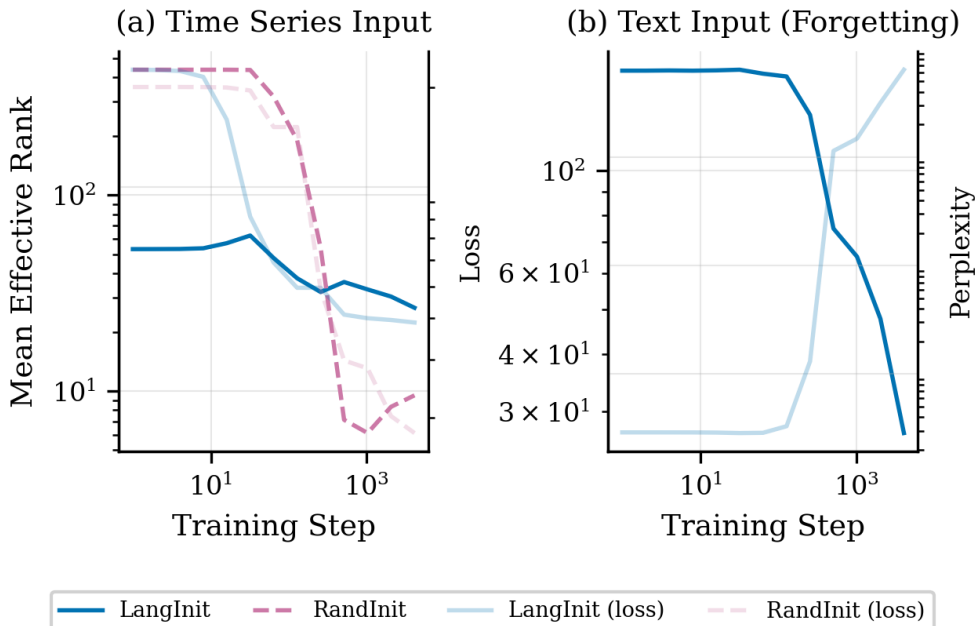 (a) Time Series Input
(b) Text Input (Forgetting)
Mean Effective Rank
10²
10¹
Loss
10¹
10³
Training Step
10²
6 × 10¹
4 × 10¹
3 × 10¹
Perplexity
10¹
10³
Training Step
LangInit
RandInit
LangInit (loss)
RandInit (loss)